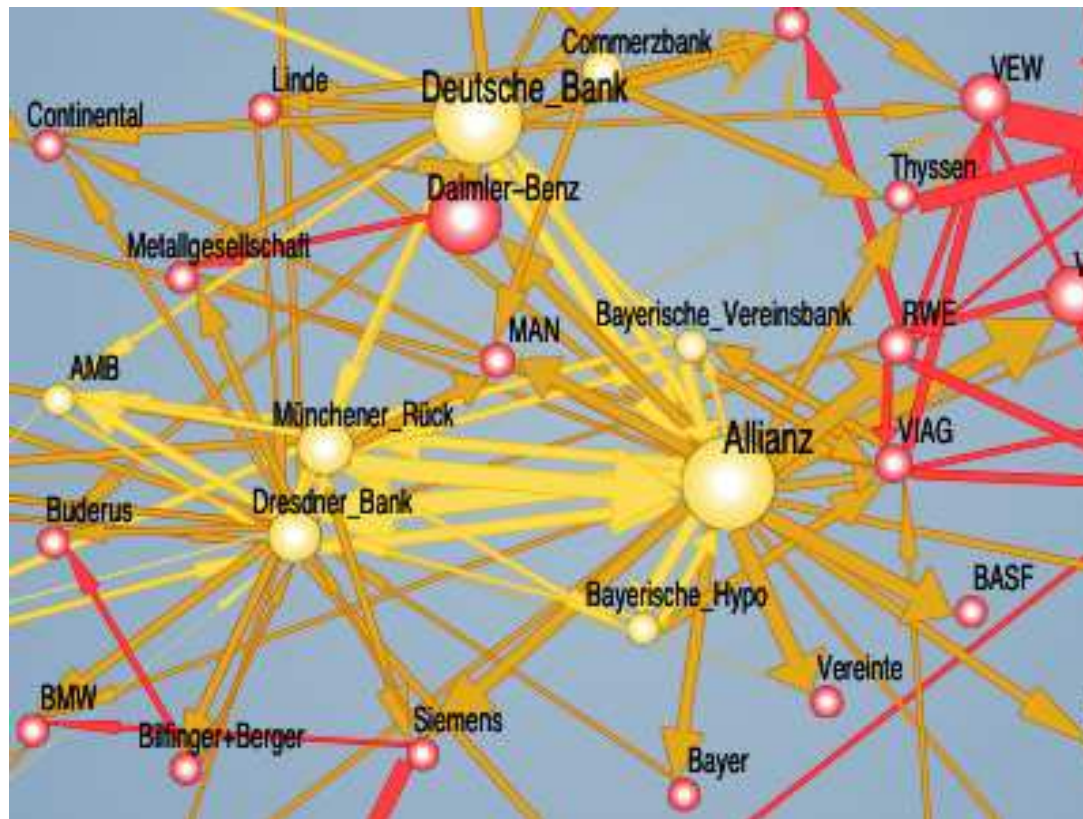 Commerzbank
Linde
Deutsche_Bank
VEW
Continental
Thyssen
Daimler-Benz
Metallgesellschaft
Bayerische_Vereinsbank
RWE
MAN
AMB
Münchener_Rück
Allianz
VIAG
Dresdner_Bank
Buderus
BASF
Bayerische_Hypo
Vereinte
BMW
Siemens
Bilfinger+Berger
Bayer